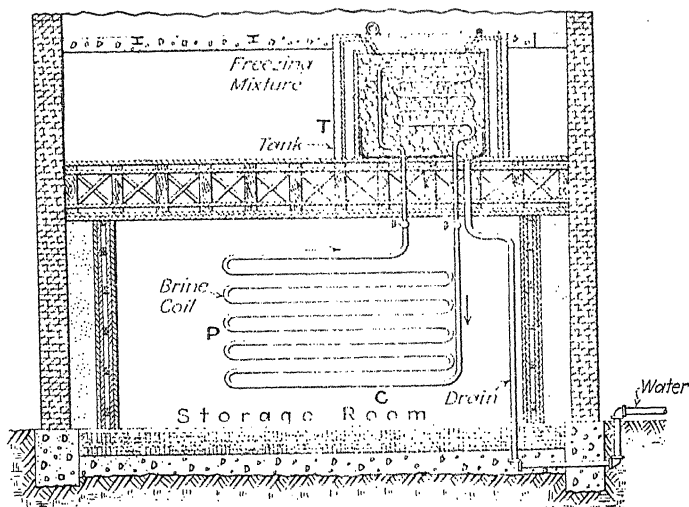 Freezing
Mixture
T
Tank
Brine
Coil
P
C
Drain
Water
Storage Room